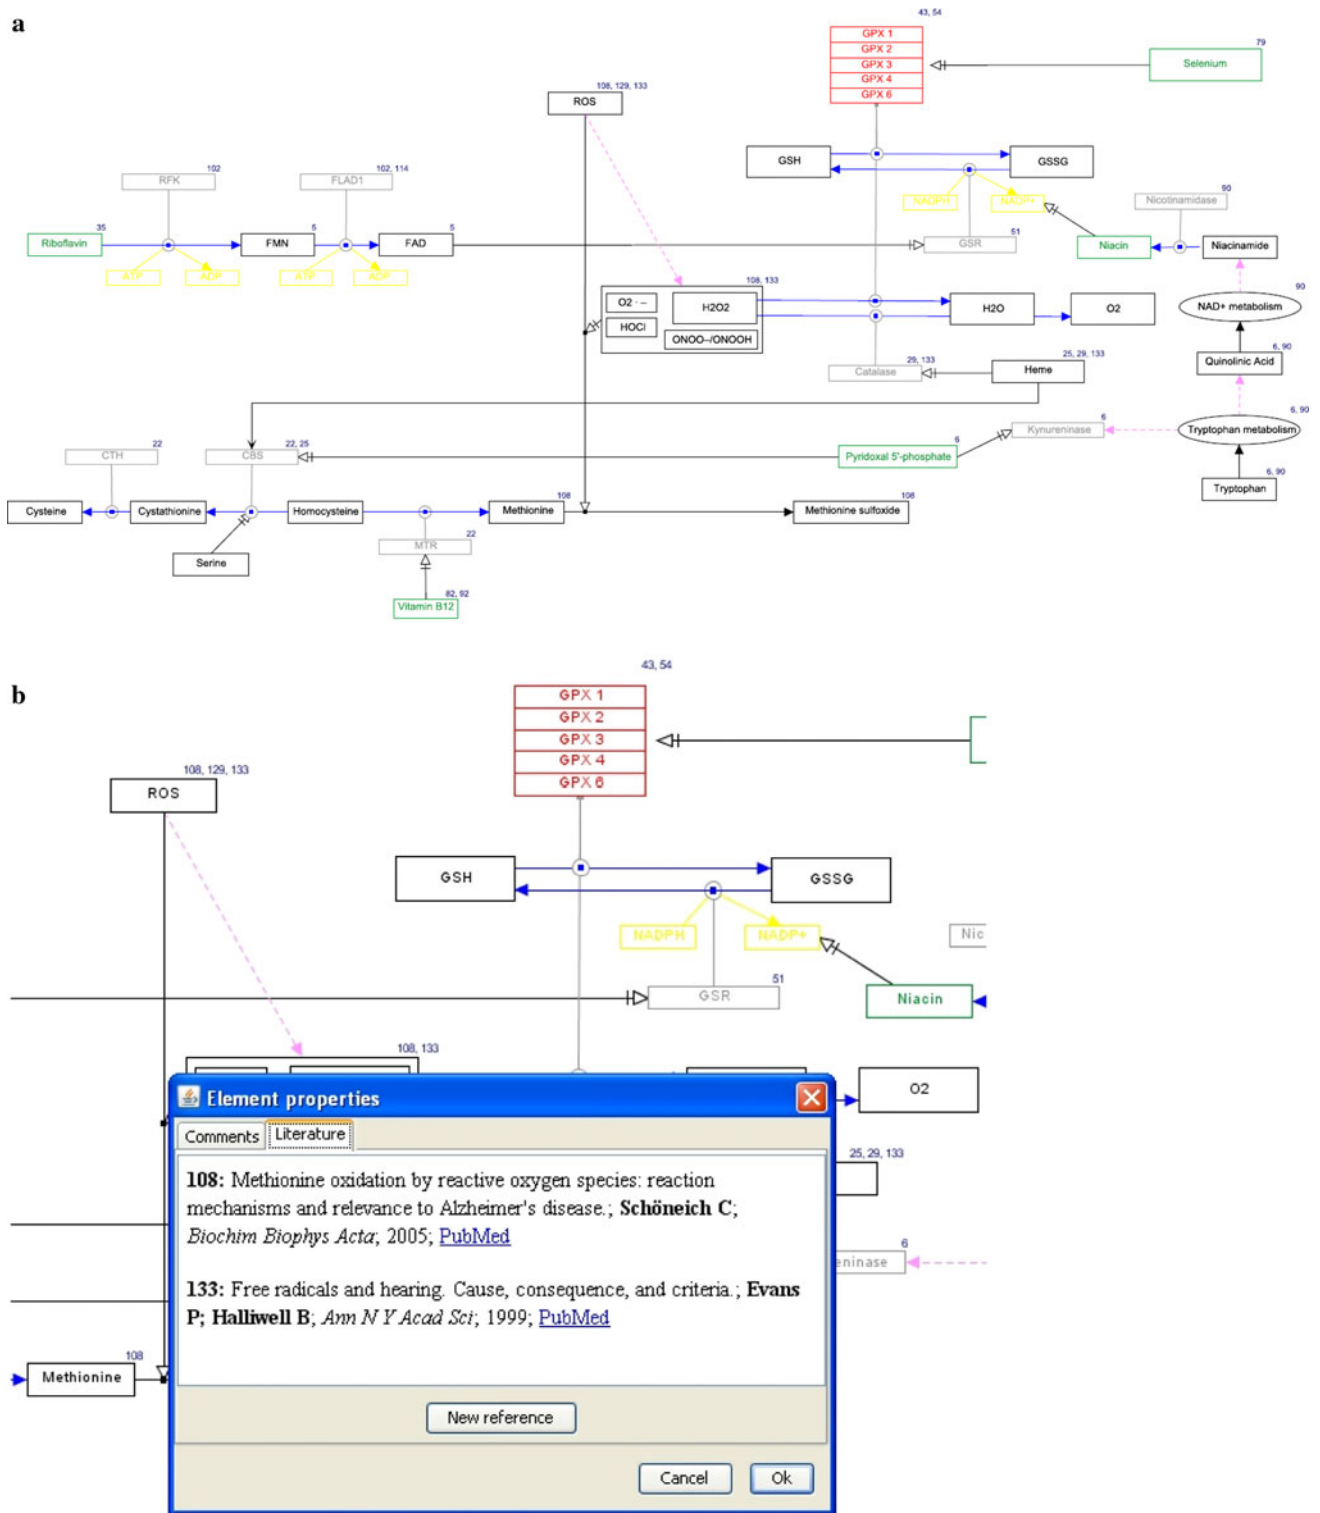 a
43, 54
GPX 1
GPX 2
GPX 3
GPX 4
GPX 6
79
Selenium
108, 129, 133
ROS
GSH
GSSG
102
RFK
102, 114
FLAD1
NADPH
NADP+
90
Nicotinamidase
35
Riboflavin
5
FMN
5
FAD
51
GSR
Niacin
Niacinamide
ATP
ADP
ATP
ADP
108, 133
O2 · –
H2O2
HOCl
ONOO–/ONOOH
H2O
O2
90
NAD+ metabolism
29, 133
Catalase
25, 29, 133
Heme
6, 90
Quinolinic Acid
6
Kynureninase
6, 90
Tryptophan metabolism
22
CTH
22, 25
CBS
6
Pyridoxal 5'-phosphate
6, 90
Tryptophan
Cysteine
Cystathionine
Homocysteine
108
Methionine
108
Methionine sulfoxide
Serine
22
MTR
82, 92
Vitamin B12
b
43, 54
GPX 1
GPX 2
GPX 3
GPX 4
GPX 6
108, 129, 133
ROS
GSH
GSSG
NADPH
NADP+
Nic
51
GSR
Niacin
108, 133
O2
Element properties
Comments
Literature
108: Methionine oxidation by reactive oxygen species: reaction
mechanisms and relevance to Alzheimer's disease.; Schöneich C;
Biochim Biophys Acta; 2005; PubMed
133: Free radicals and hearing. Cause, consequence, and criteria.; Evans
P; Halliwell B; Ann N Y Acad Sci; 1999; PubMed
New reference
Cancel
Ok
25, 29, 133
6
eninase
108
Methionine